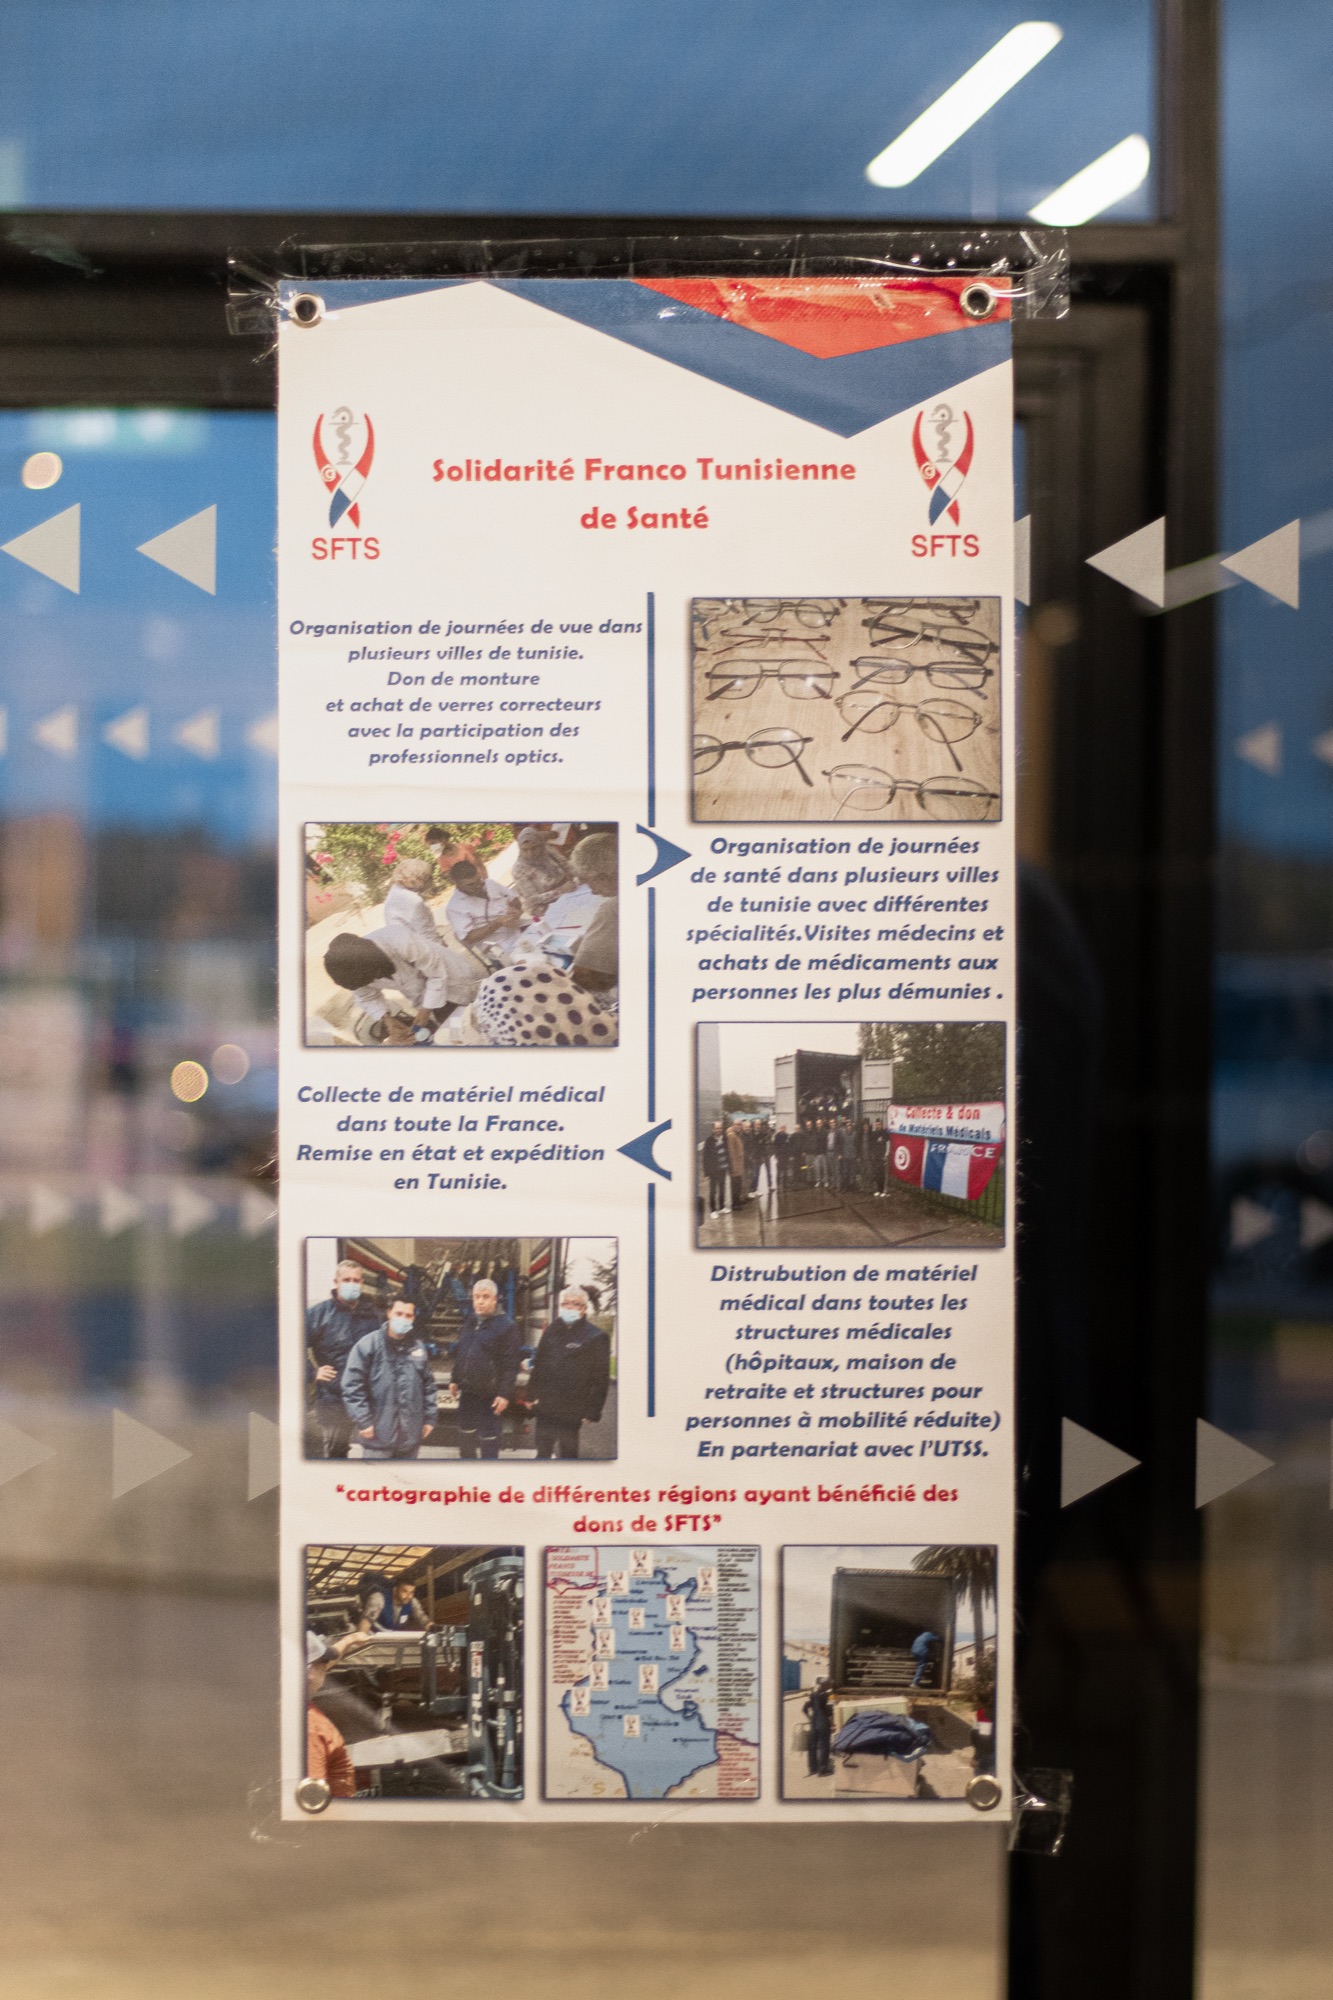 Solidarité Franco Tunisienne
de Santé
SFTS
SFTS
Organisation de journées de vue dans
plusieurs villes de tunisie.
Don de monture
et achat de verres correcteurs
avec la participation des
professionnels optics.
Organisation de journées
de santé dans plusieurs villes
de tunisie avec différentes
spécialités.Visites médecins et
achats de médicaments aux
personnes les plus démunies .
Collecte de matériel médical
dans toute la France.
Remise en état et expédition
en Tunisie.
Collecte & don
de Matériels Médicals
FRANCE
Distrubution de matériel
médical dans toutes les
structures médicales
(hôpitaux, maison de
retraite et structures pour
personnes à mobilité réduite)
En partenariat avec l'UTSS.
"cartographie de différentes régions ayant bénéficié des
dons de SFTS"